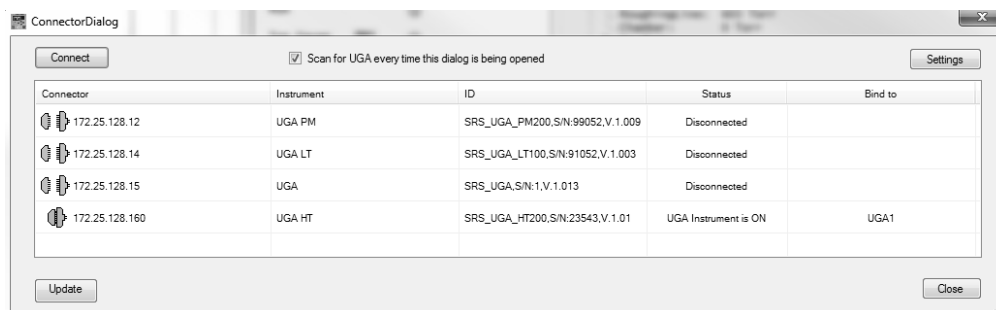 ConnectorDialog
Connect Scan for UGA every time this dialog is being opened Settings
Connector Instrument ID Status Bind to
172.25.128.12 UGA PM SRS_UGA_PM200,S/N:99052,V.1.009 Disconnected
172.25.128.14 UGA LT SRS_UGA_LT100,S/N:91052,V.1.003 Disconnected
172.25.128.15 UGA SRS_UGA,S/N:1,V.1.013 Disconnected
172.25.128.160 UGA HT SRS_UGA_HT200,S/N:23543,V.1.01 UGA Instrument is ON UGA1
Update Close